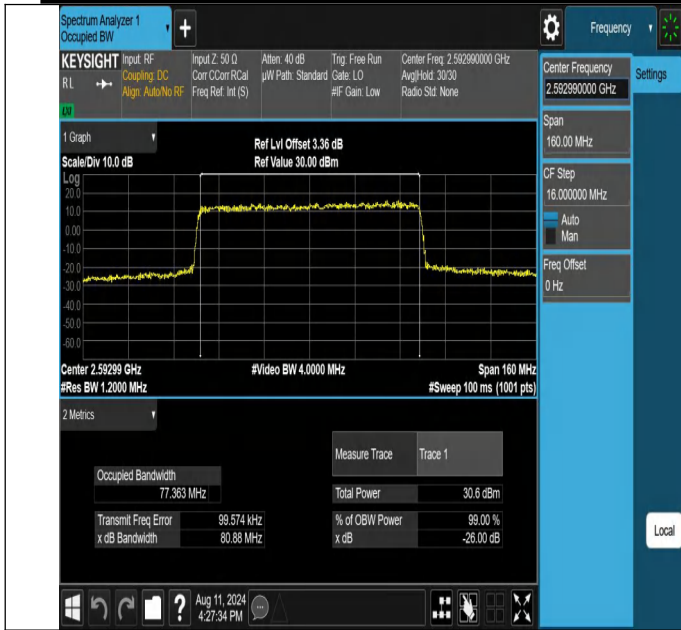 Spectrum Analyzer 1
Occupied BW
+
Frequency
KEYSIGHT
RL
LXI
Input: RF
Coupling: DC
Align: Auto/No RF
Input Z: 50 Ω
Corr CCorr RCal
Freq Ref: Int (S)
Atten: 40 dB
µW Path: Standard
Trig: Free Run
Gate: LO
#IF Gain: Low
Center Freq: 2.592990000 GHz
Avg|Hold: 30/30
Radio Std: None
1 Graph
Scale/Div 10.0 dB
Ref Lvl Offset 3.36 dB
Ref Value 30.00 dBm
Log
20.0
10.0
0.00
-10.0
-20.0
-30.0
-40.0
-50.0
-60.0
Center 2.59299 GHz
#Video BW 4.0000 MHz
Span 160 MHz
#Res BW 1.2000 MHz
#Sweep 100 ms (1001 pts)
2 Metrics
Measure Trace Trace 1
Occupied Bandwidth
77.363 MHz
Total Power 30.6 dBm
Transmit Freq Error 99.574 kHz
% of OBW Power 99.00 %
x dB Bandwidth 80.88 MHz
x dB -26.00 dB
Center Frequency
2.592990000 GHz
Settings
Span
160.00 MHz
CF Step
16.000000 MHz
Auto
Man
Freq Offset
0 Hz
Local
?
Aug 11, 2024
4:27:34 PM